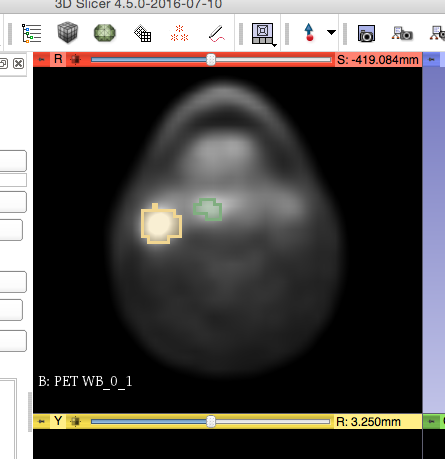 3D Slicer 4.5.0-2016-07-10
R
S: -419.084mm
B: PET WB_0_1
Y
R: 3.250mm